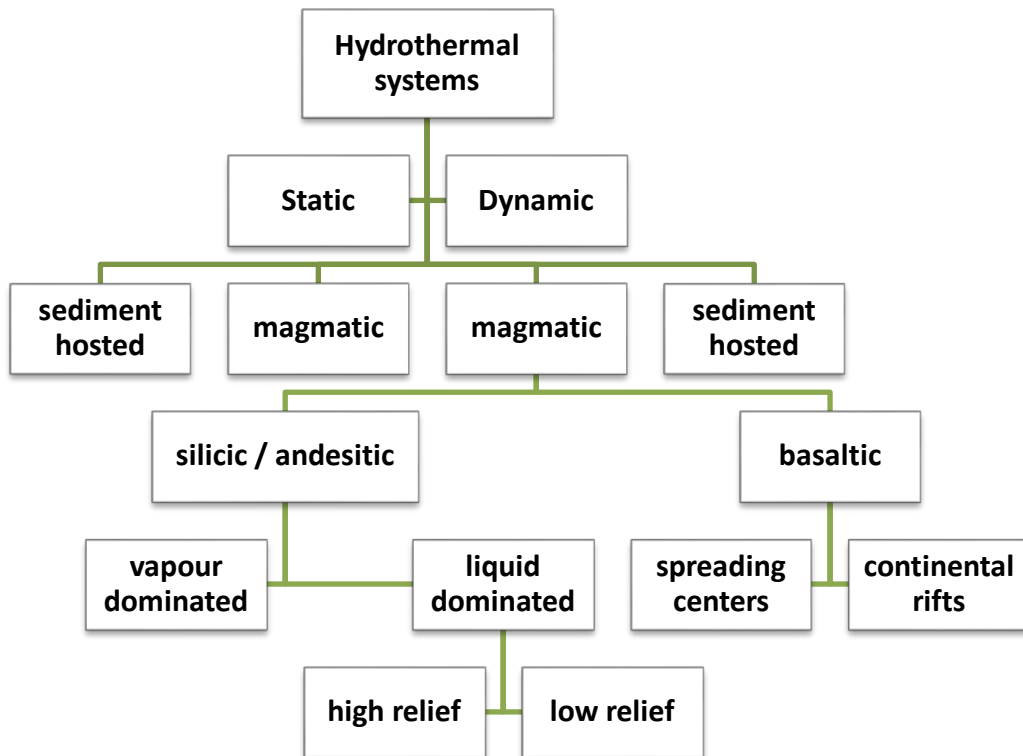 Hydrothermal
systems
Static
Dynamic
sediment
hosted
magmatic
magmatic
sediment
hosted
silicic / andesitic
basaltic
vapour
dominated
liquid
dominated
spreading
centers
continental
rifts
high relief
low relief